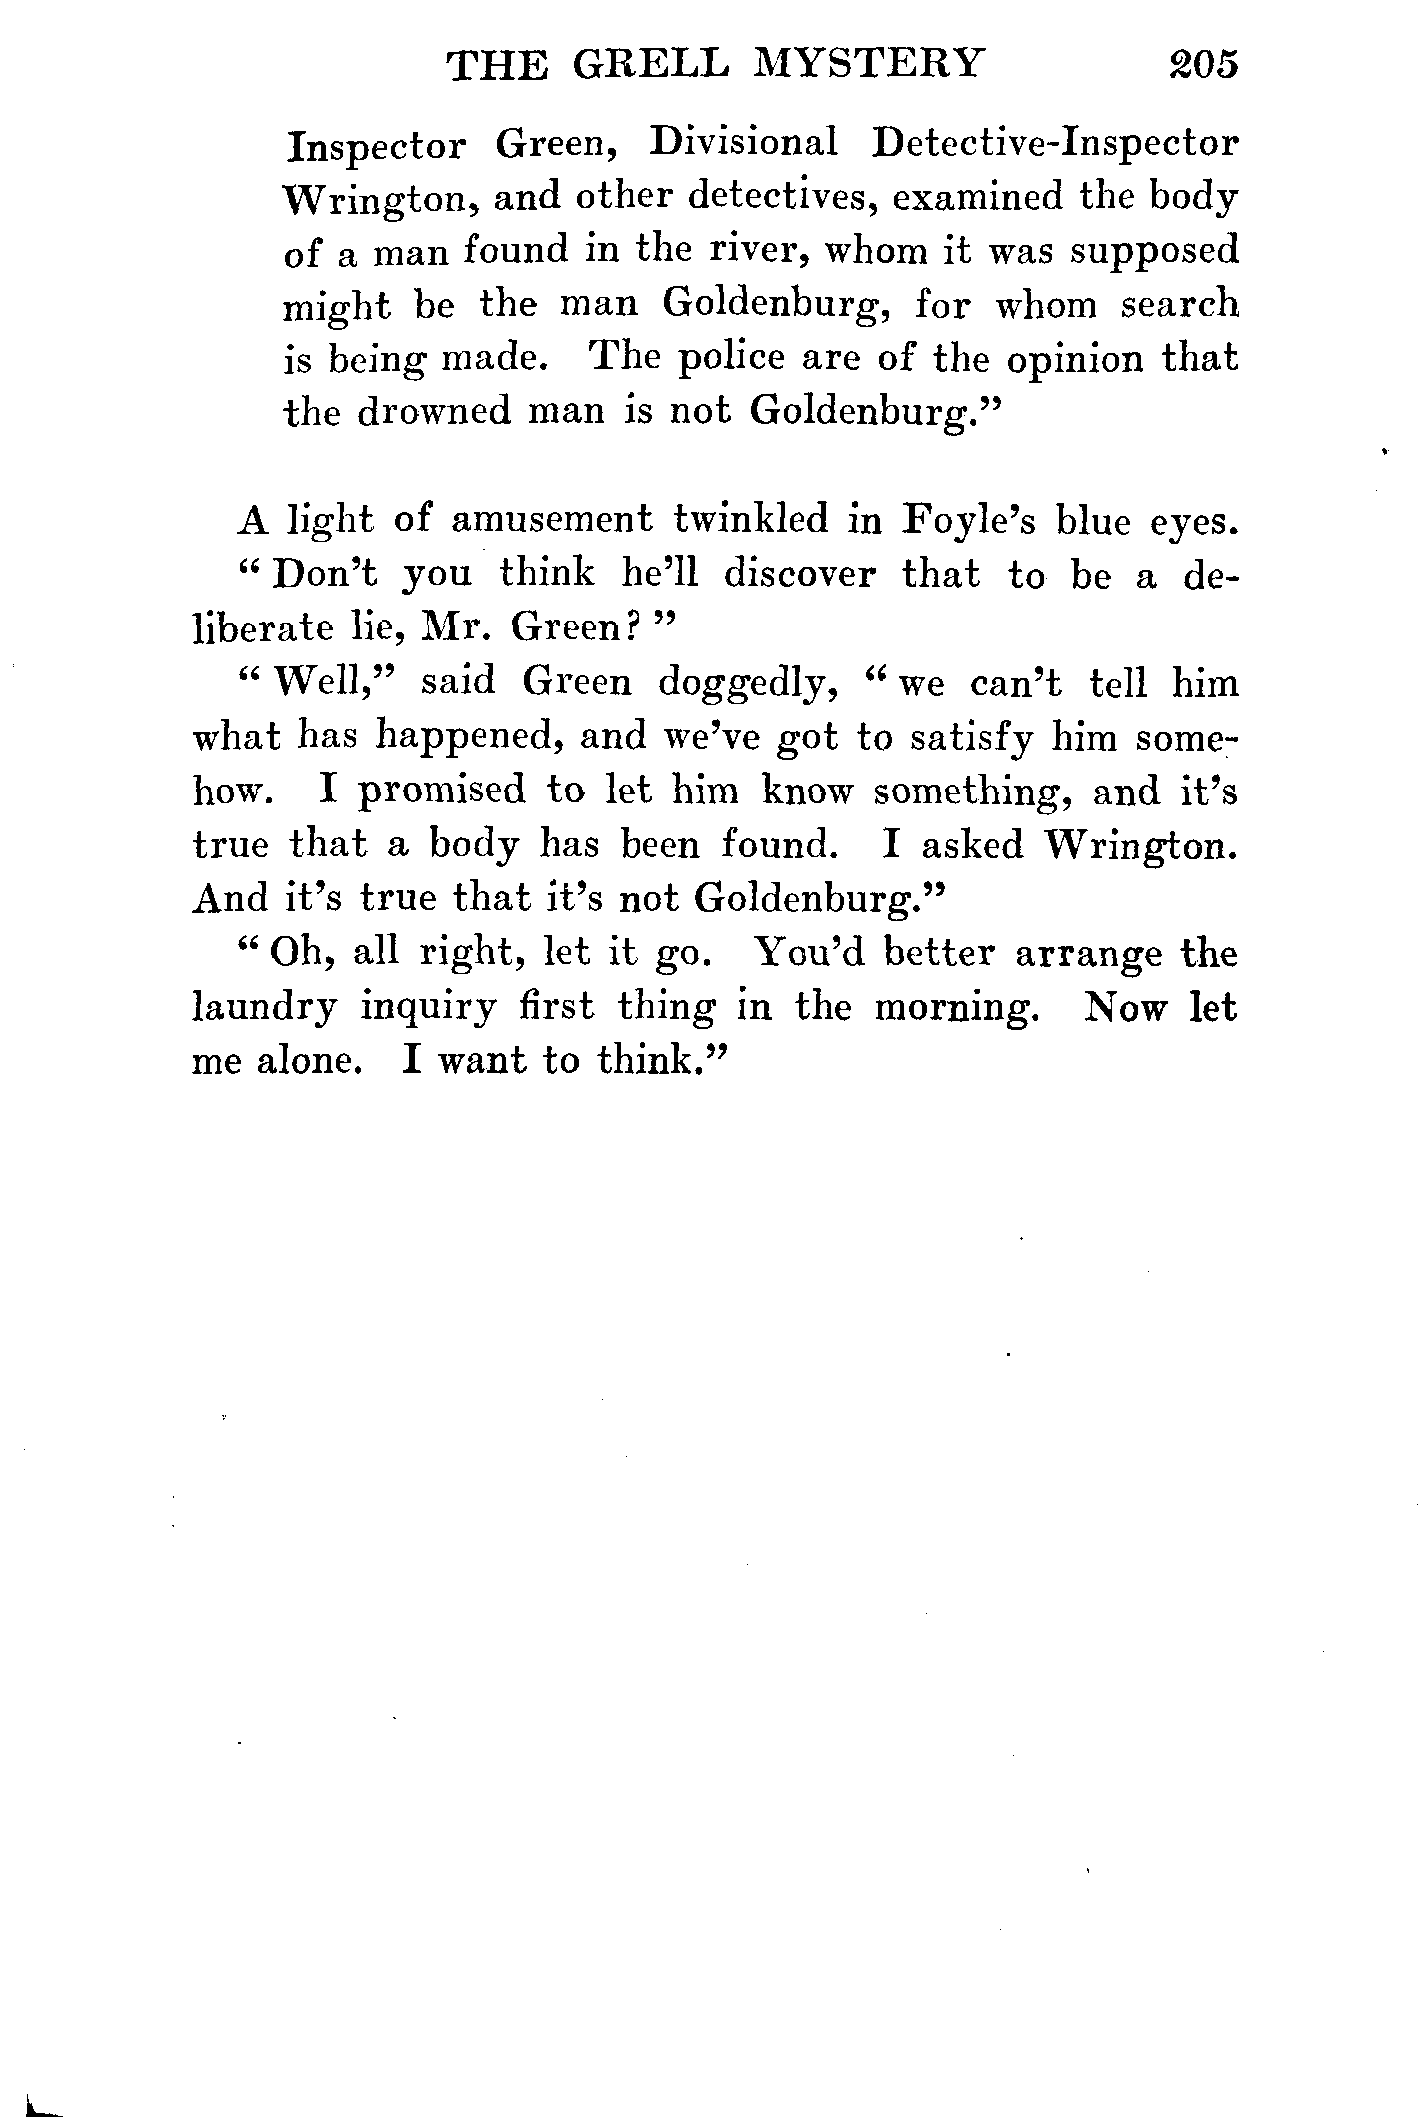 THE GRELL MYSTERY 205
Inspector Green, Divisional Detective-Inspector
Wrington, and other detectives, examined the body
of a man found in the river, whom it was supposed
might be the man Goldenburg, for whom search
is being made. The police are of the opinion that
the drowned man is not Goldenburg.”
A light of amusement twinkled in Foyle’s blue eyes.
“ Don’t you think he’ll discover that to be a de-
liberate lie, Mr. Green? ”
“ Well,” said Green doggedly, “ we can’t tell him
what has happened, and we’ve got to satisfy him some-
how. I promised to let him know something, and it’s
true that a body has been found. I asked Wrington.
And it’s true that it’s not Goldenburg.”
“ Oh, all right, let it go. You’d better arrange the
laundry inquiry first thing in the morning. Now let
me alone. I want to think.”